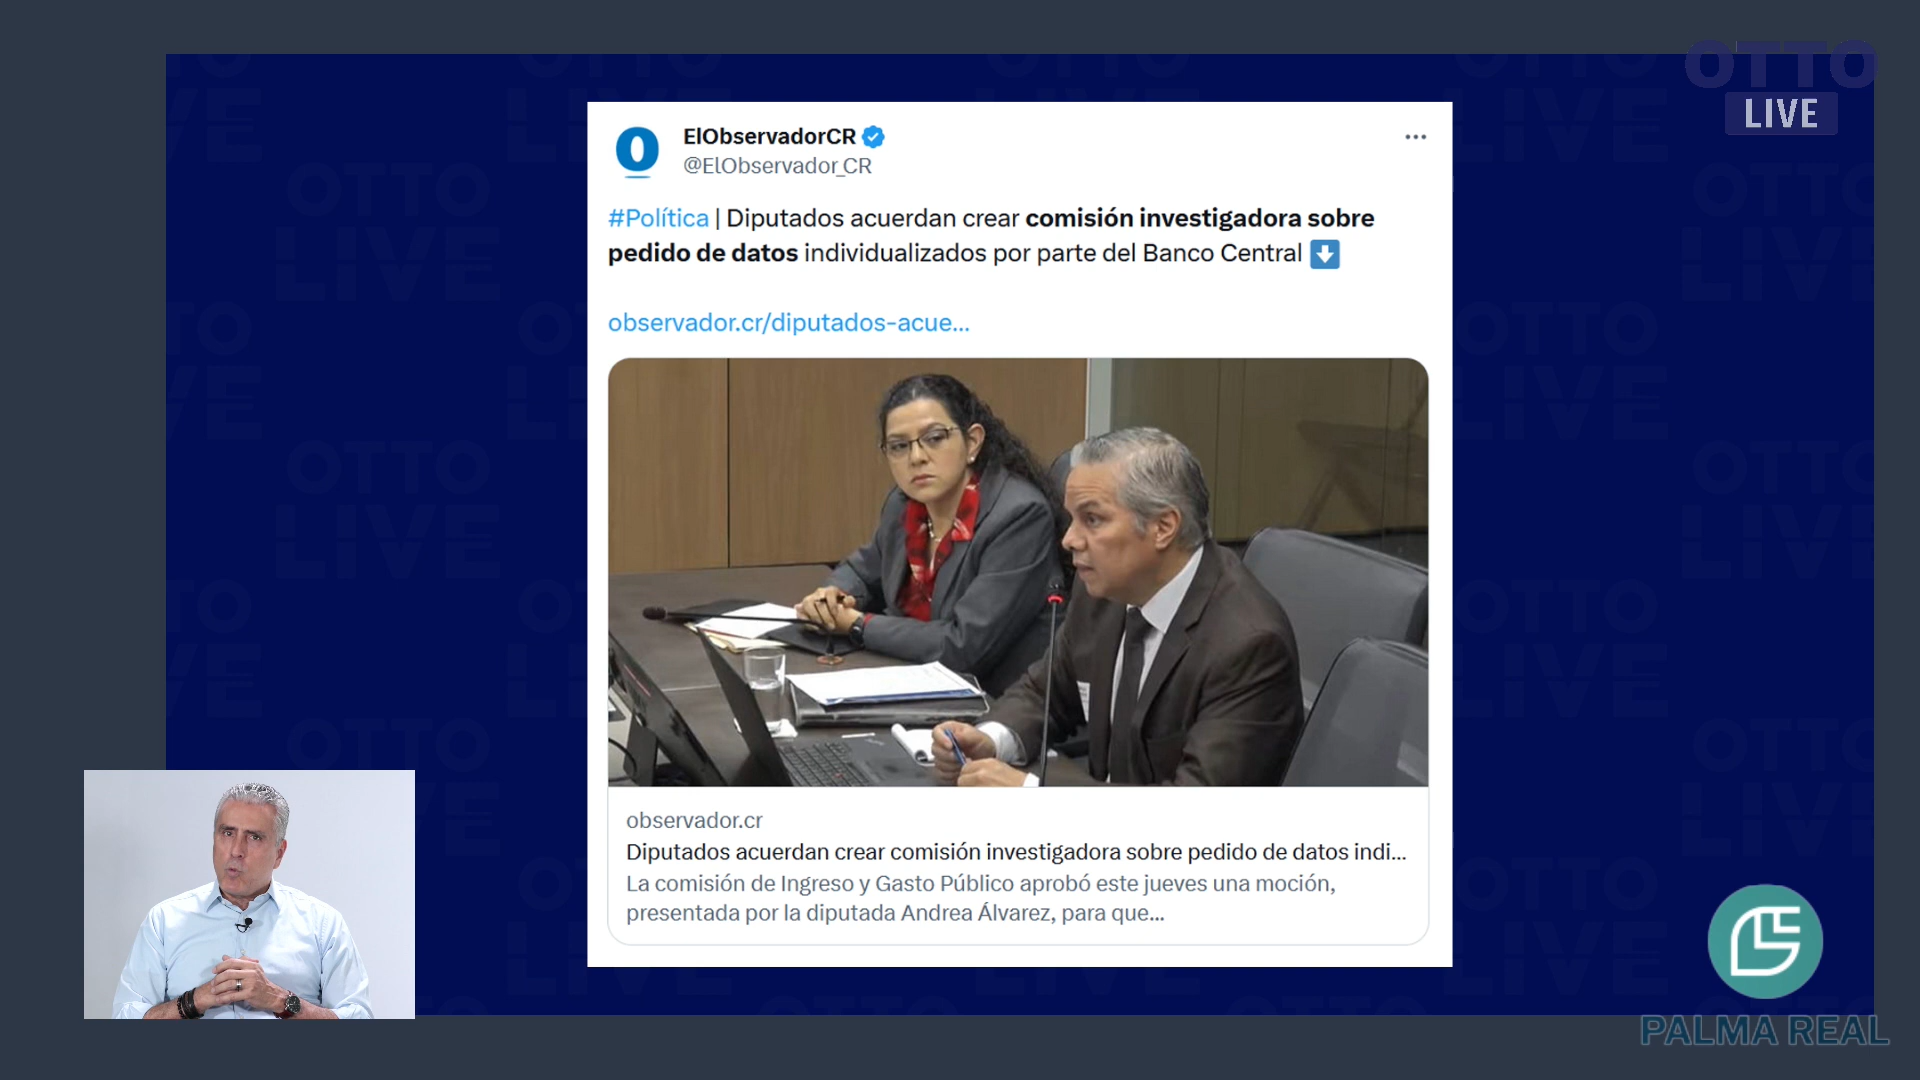 OTTO
LIVE
ElObservadorCR
@ElObservador_CR
#Política | Diputados acuerdan crear comisión investigadora sobre
pedido de datos individualizados por parte del Banco Central
observador.cr/diputados-acue...
observador.cr
Diputados acuerdan crear comisión investigadora sobre pedido de datos indi...
La comisión de Ingreso y Gasto Público aprobó este jueves una moción,
presentada por la diputada Andrea Álvarez, para que...
PALMA REAL